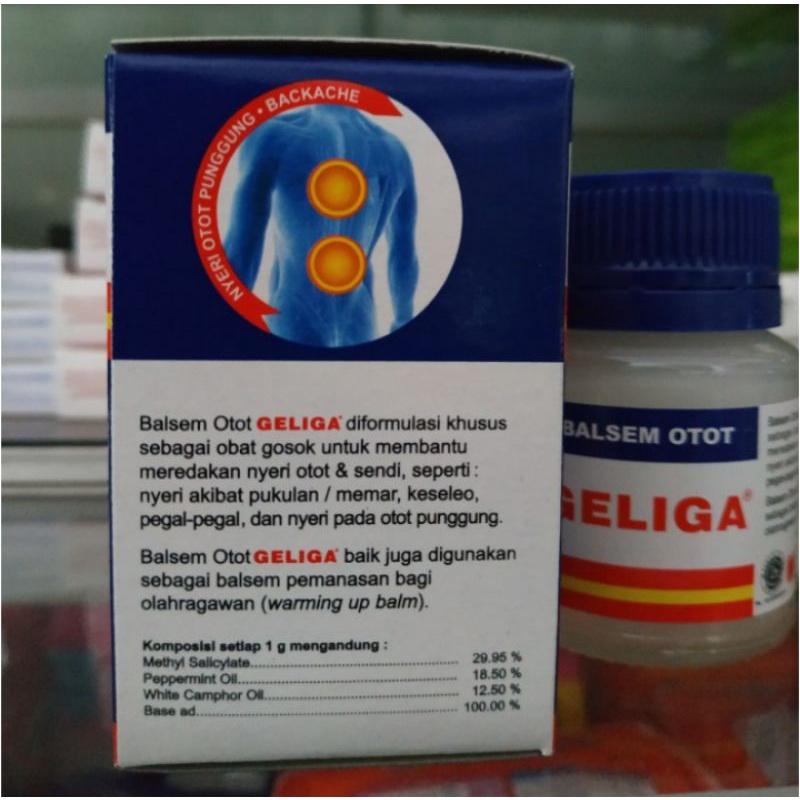 NYERI OTOT PUNGGUNG • BACKACHE
Balsem Otot GELIGA® diformulasi khusus
sebagai obat gosok untuk membantu
meredakan nyeri otot & sendi, seperti :
nyeri akibat pukulan / memar, keseleo,
pegal-pegal, dan nyeri pada otot punggung.
Balsem Otot GELIGA® baik juga digunakan
sebagai balsem pemanasan bagi
olahragawan (warming up balm).
Komposisi setiap 1 g mengandung :
Methyl Salicylate........................................ 29.95 %
Peppermint Oil........................................... 18.50 %
White Camphor Oil..................................... 12.50 %
Base ad..................................................... 100.00 %
BALSEM OTOT
GELIGA®